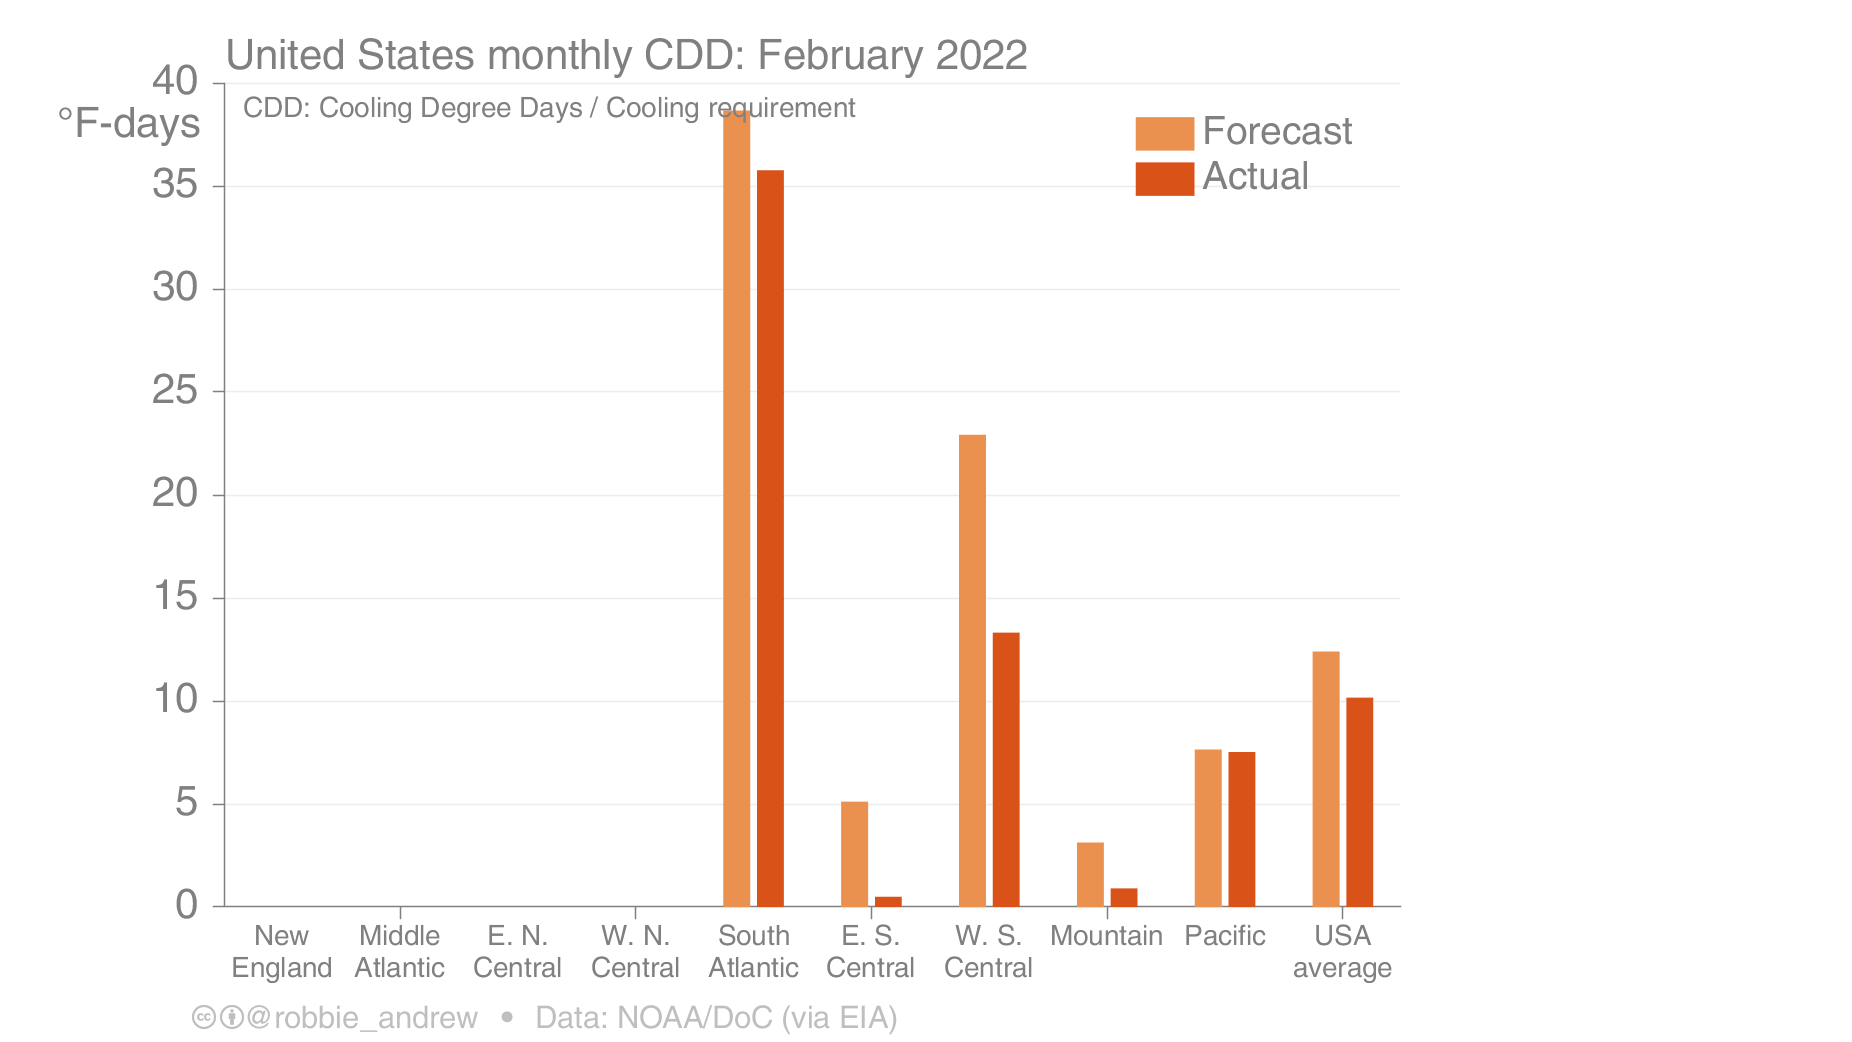 United States monthly CDD: February 2022
40
°F-days
CDD: Cooling Degree Days / Cooling requirement
Forecast
Actual
35
30
25
20
15
10
5
0
New England
Middle Atlantic
E. N. Central
W. N. Central
South Atlantic
E. S. Central
W. S. Central
Mountain
Pacific
USA average
cc @robbie_andrew • Data: NOAA/DoC (via EIA)